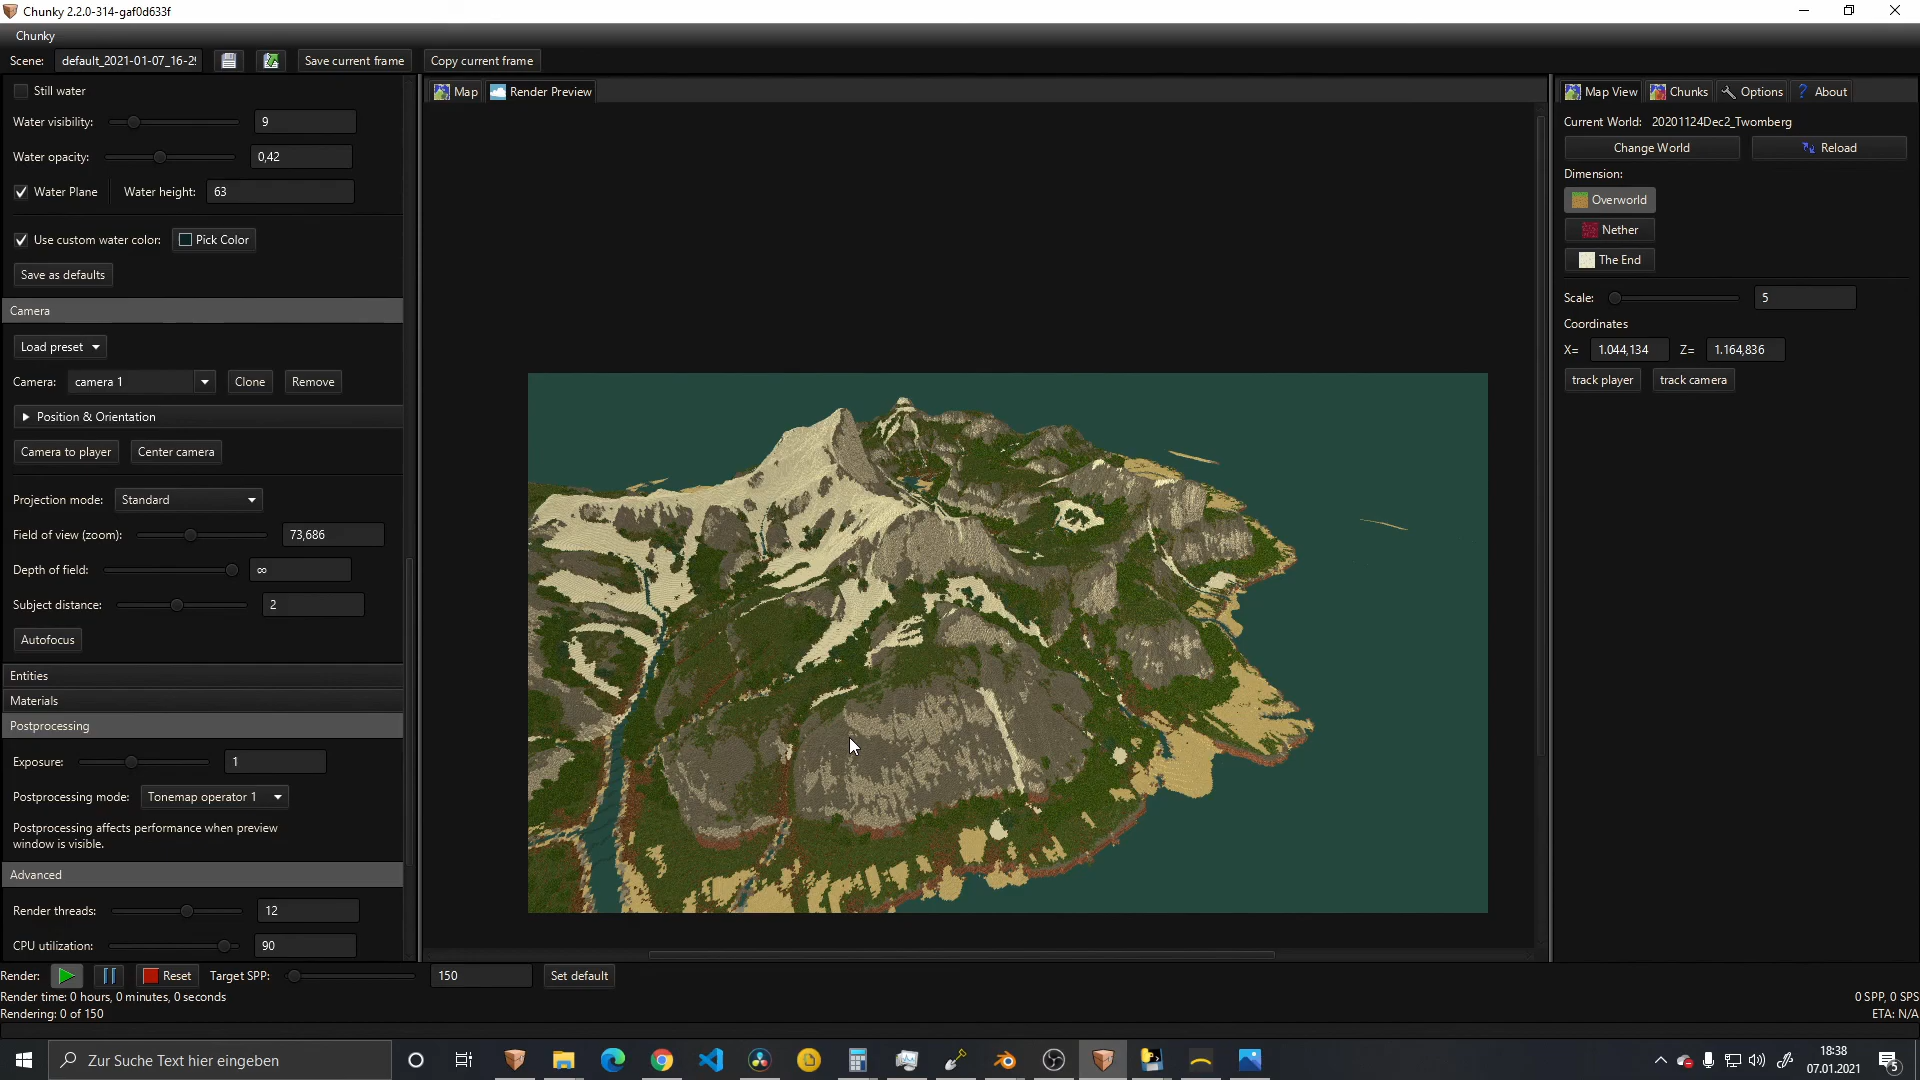 Chunky 2.2.0-314-gaf0d633f
Chunky
Scene: default_2021-01-07_16-29 Save current frame Copy current frame
Still water
Water visibility: 9
Water opacity: 0,42
Water Plane Water height: 63
Use custom water color: Pick Color
Save as defaults
Camera
Load preset
Camera: camera 1 Clone Remove
Position & Orientation
Camera to player Center camera
Projection mode: Standard
Field of view (zoom): 73,686
Depth of field: ∞
Subject distance: 2
Autofocus
Entities
Materials
Postprocessing
Exposure: 1
Postprocessing mode: Tonemap operator 1
Postprocessing affects performance when preview
window is visible.
Advanced
Render threads: 12
CPU utilization: 90
Map Render Preview
Map View Chunks Options ? About
Current World: 20201124Dec2_Twomberg
Change World Reload
Dimension:
Overworld
Nether
The End
Scale: 5
Coordinates
X= 1.044,134 Z= 1.164,836
track player track camera
Render: Reset Target SPP: 150 Set default
Render time: 0 hours, 0 minutes, 0 seconds
Rendering: 0 of 150
0 SPP, 0 SPS
ETA: N/A
Zur Suche Text hier eingeben
18:38
07.01.2021
5